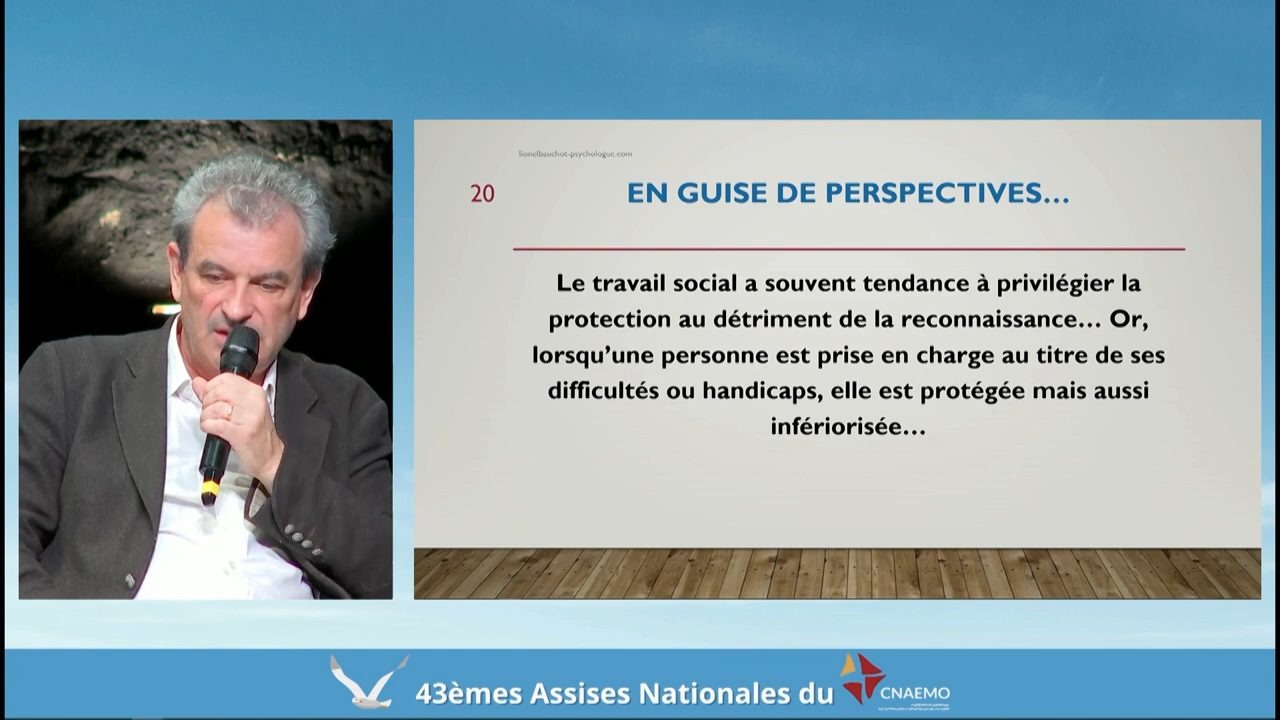 lionelbauchot-psychologue.com
20
EN GUISE DE PERSPECTIVES...
Le travail social a souvent tendance à privilégier la
protection au détriment de la reconnaissance... Or,
lorsqu'une personne est prise en charge au titre de ses
difficultés ou handicaps, elle est protégée mais aussi
infériorisée...
43èmes Assises Nationales du
CNAEMO